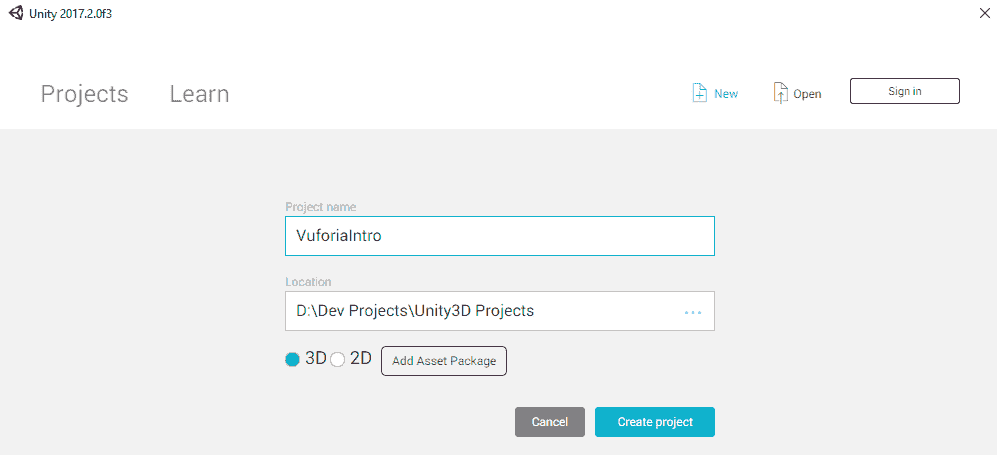 Unity 2017.2.0f3
Projects Learn New Open Sign in
Project name
VuforiaIntro
Location
D:\Dev Projects\Unity3D Projects
3D 2D Add Asset Package
Cancel Create project